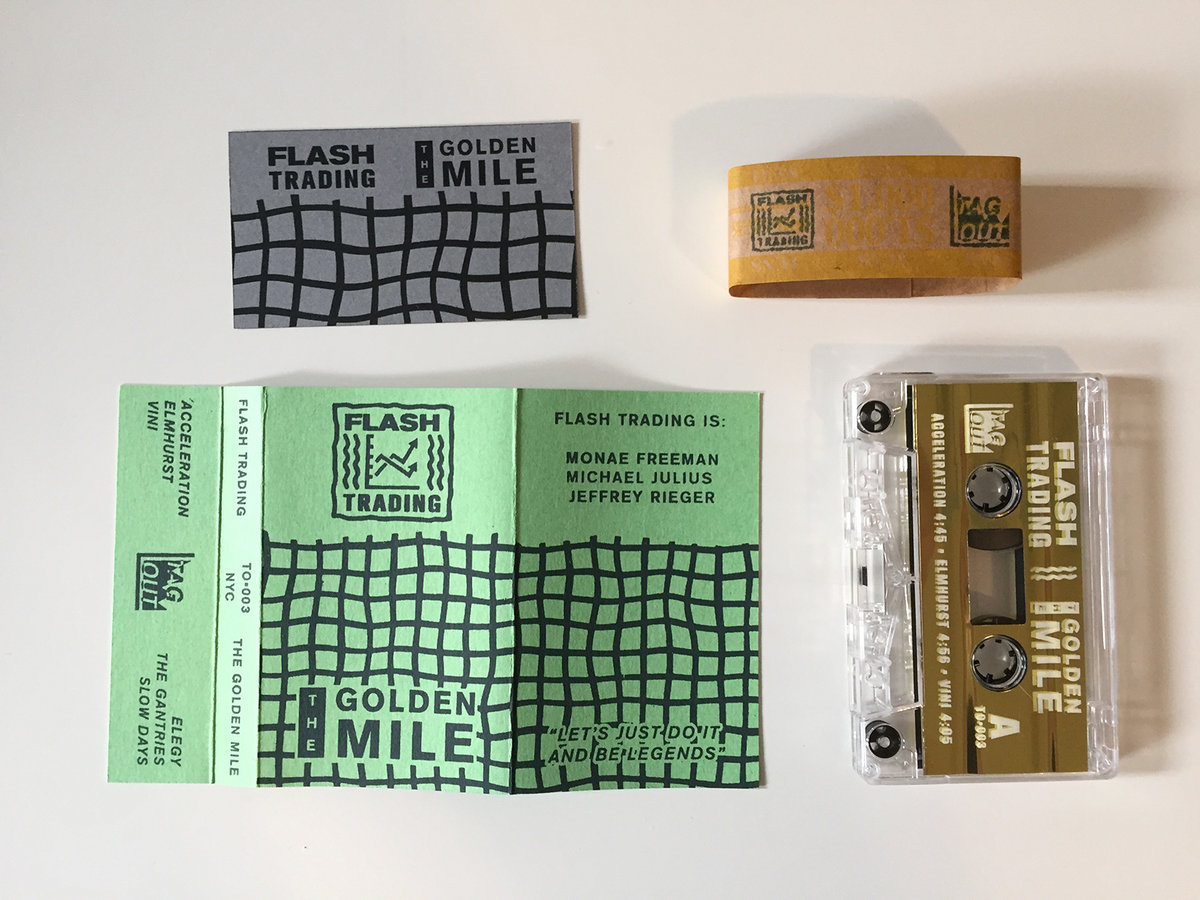 FLASH
TRADING
THE
GOLDEN
MILE
FLASH
TRADING
TAG
OUT
'ACCELERATION
ELMHURST
VINI
TAG
OUT
ELEGY
THE GANTRIES
SLOW DAYS
FLASH TRADING
TO•003
NYC
THE GOLDEN MILE
FLASH
TRADING
THE
GOLDEN
MILE
FLASH TRADING IS:
MONAE FREEMAN
MICHAEL JULIUS
JEFFREY RIEGER
"LET'S JUST DO IT
AND BE LEGENDS"
TAG
OUT
FLASH
TRADING
THE
GOLDEN
MILE
A
TO•003
ACCELERATION 4:45 • ELMHURST 4:56 • VINI 4:05